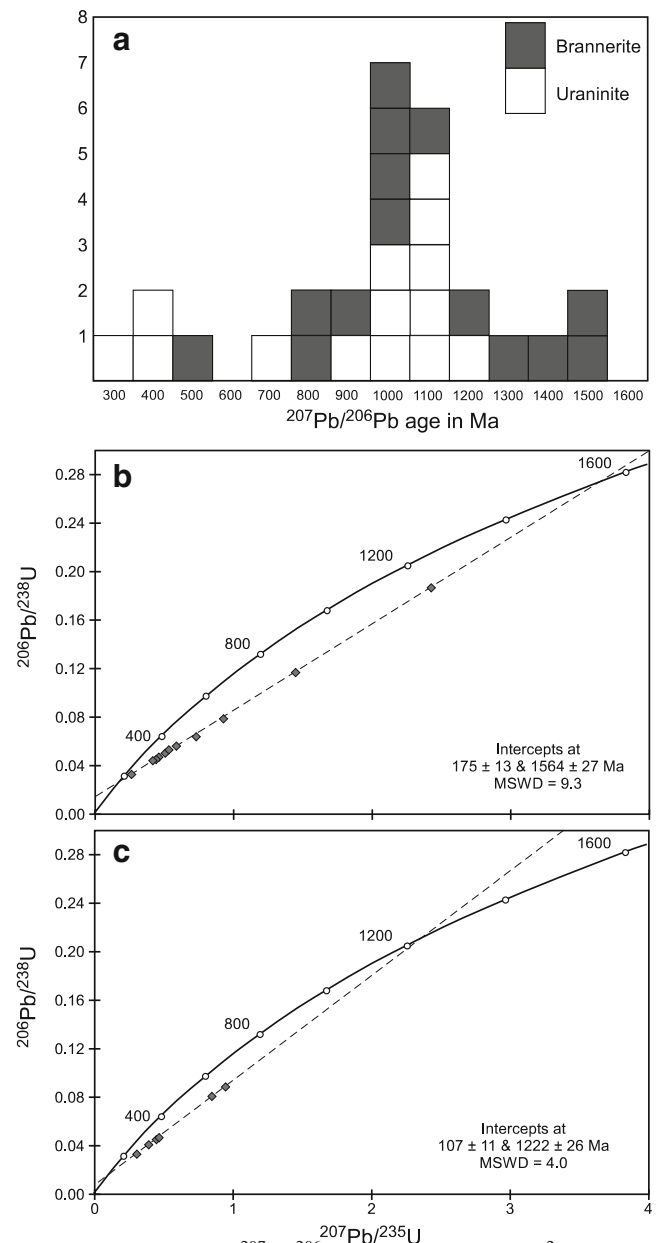 8
a
Brannerite
7
Uraninite
6
5
4
3
2
1
300 400 500 600 700 800 900 1000 1100 1200 1300 1400 1500 1600
²⁰⁷Pb/²⁰⁶Pb age in Ma
b
1600
0.28
0.24
1200
0.20
0.16
800
0.12
0.08
400
0.04
0.00
²⁰⁶Pb/²³⁸U
Intercepts at
175 ± 13 & 1564 ± 27 Ma
MSWD = 9.3
c
1600
0.28
0.24
1200
0.20
0.16
800
0.12
0.08
400
0.04
0.00
²⁰⁶Pb/²³⁸U
Intercepts at
107 ± 11 & 1222 ± 26 Ma
MSWD = 4.0
0 1 2 3 4
²⁰⁷Pb/²³⁵U